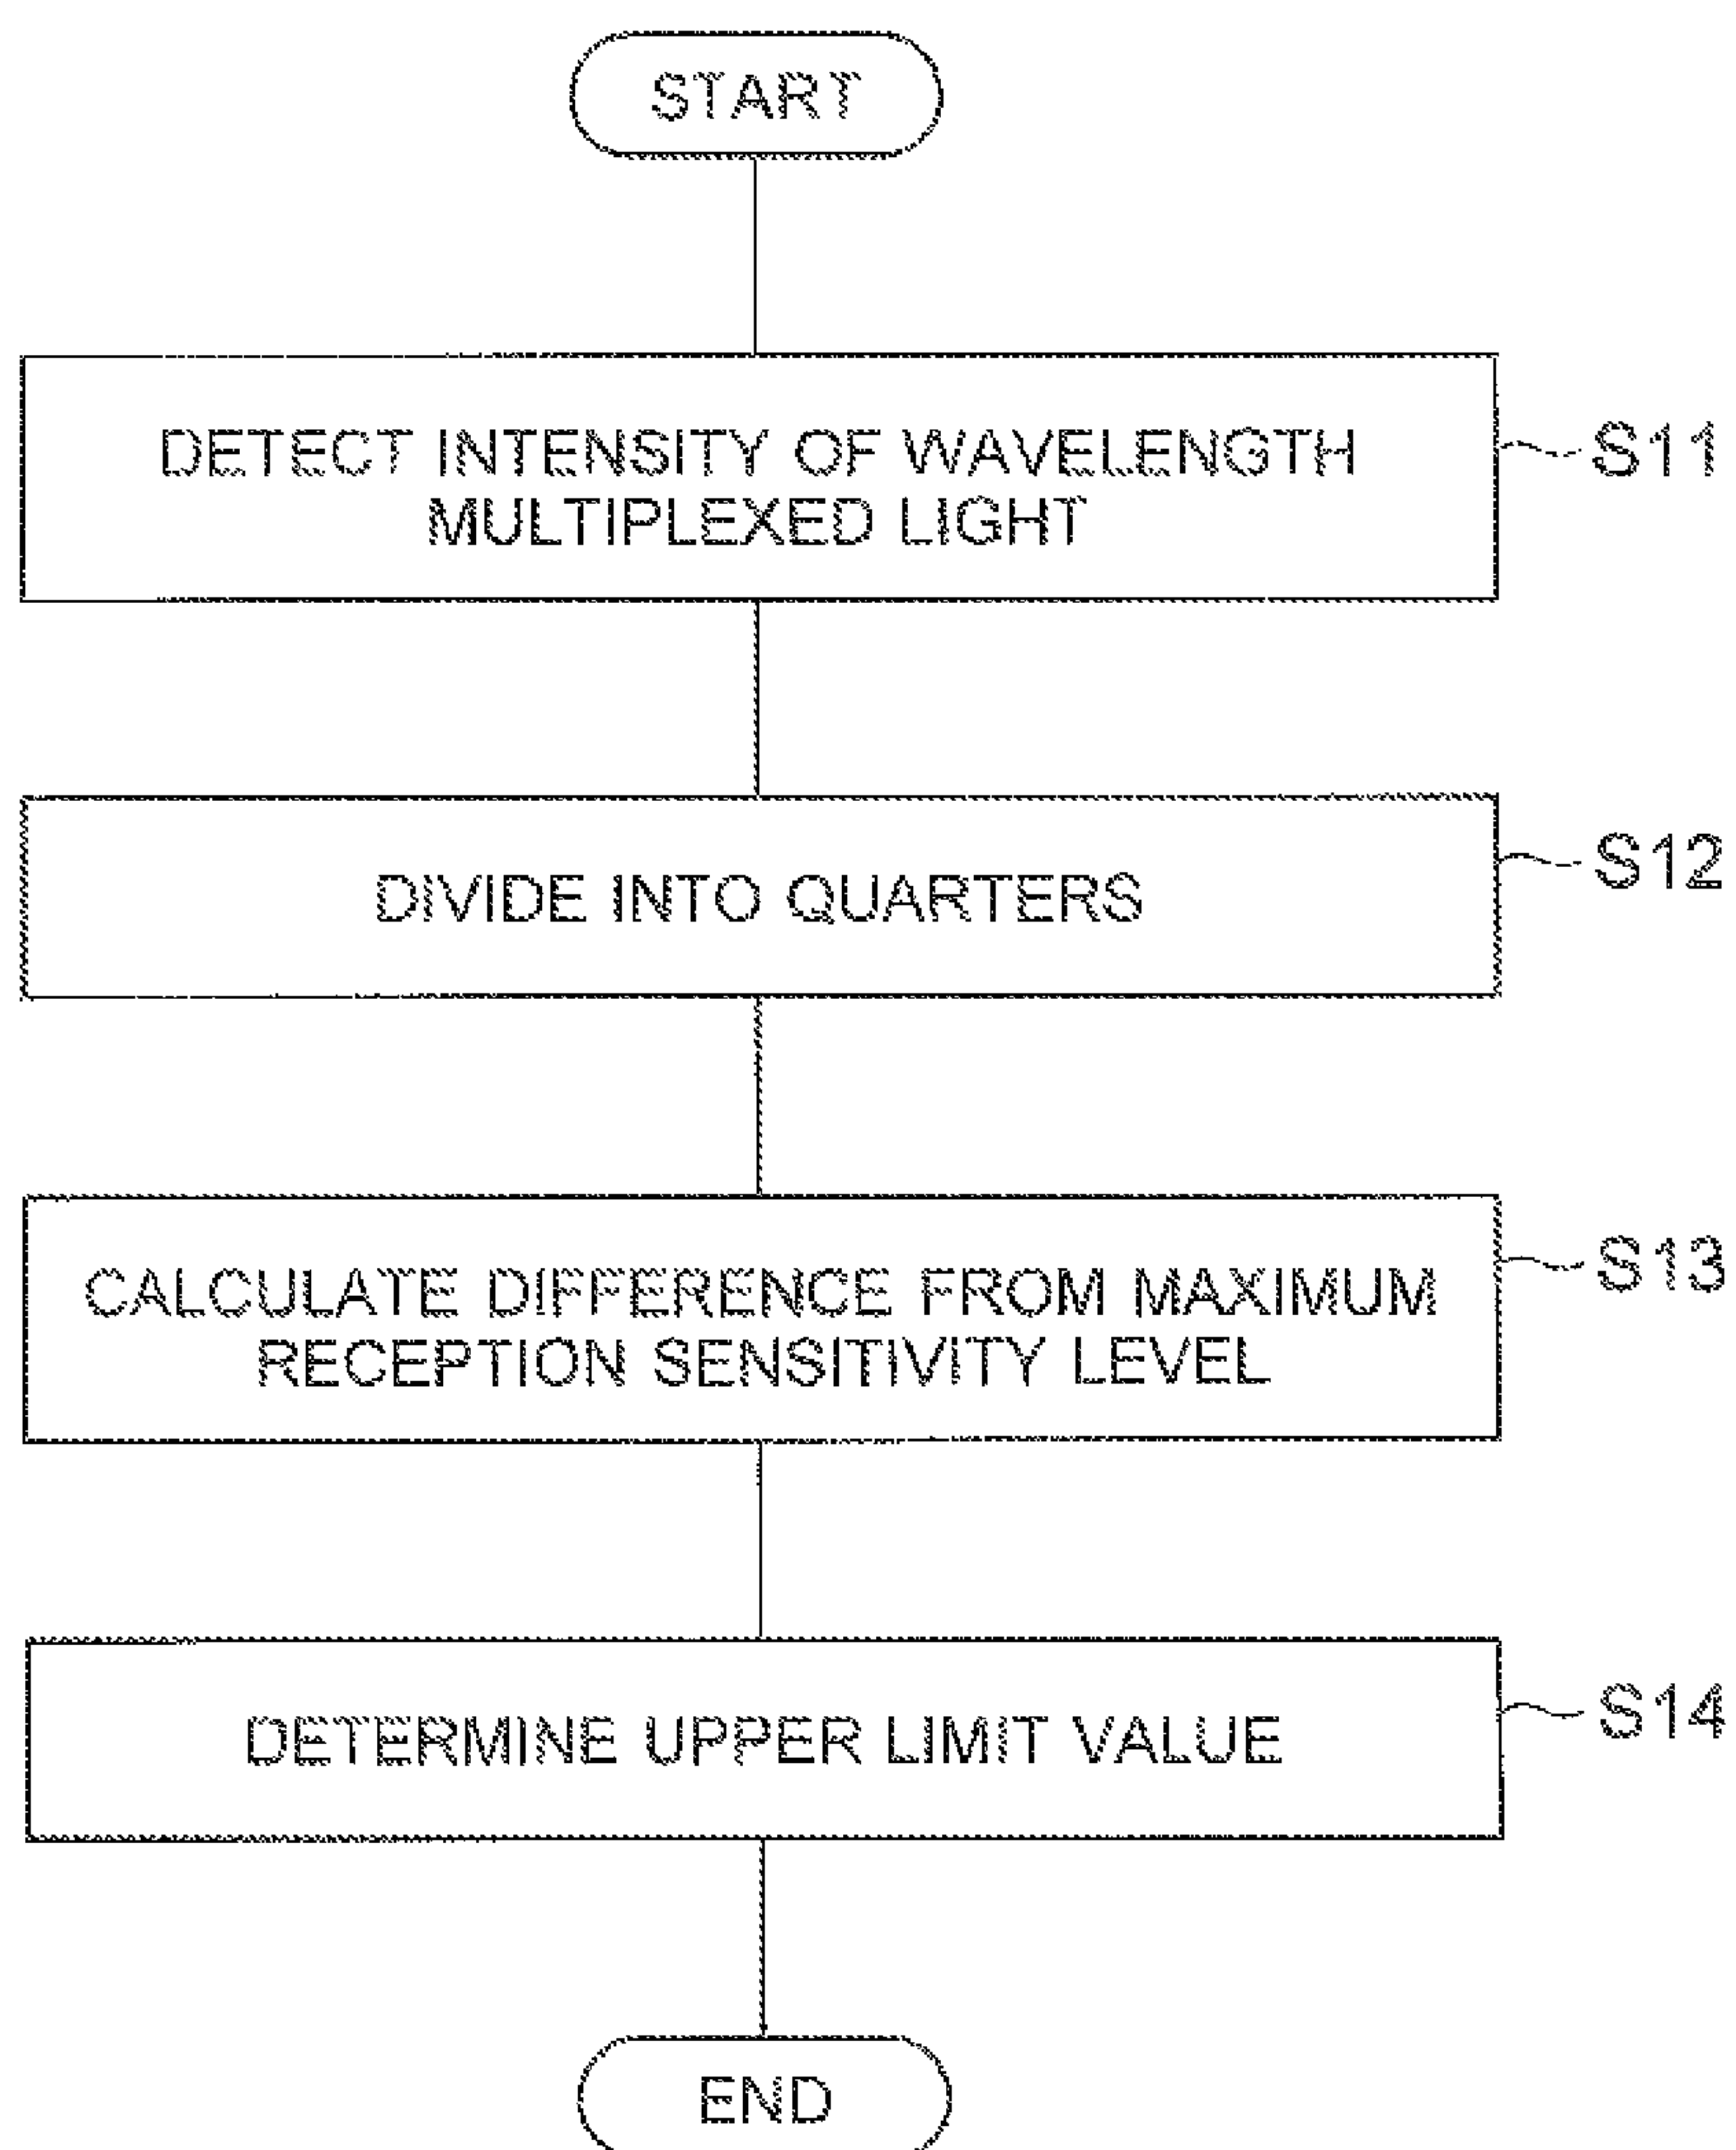 START
DETECT INTENSITY OF WAVELENGTH
MULTIPLEXED LIGHT
S11
DIVIDE INTO QUARTERS
S12
CALCULATE DIFFERENCE FROM MAXIMUM
RECEPTION SENSITIVITY LEVEL
S13
DETERMINE UPPER LIMIT VALUE
S14
END